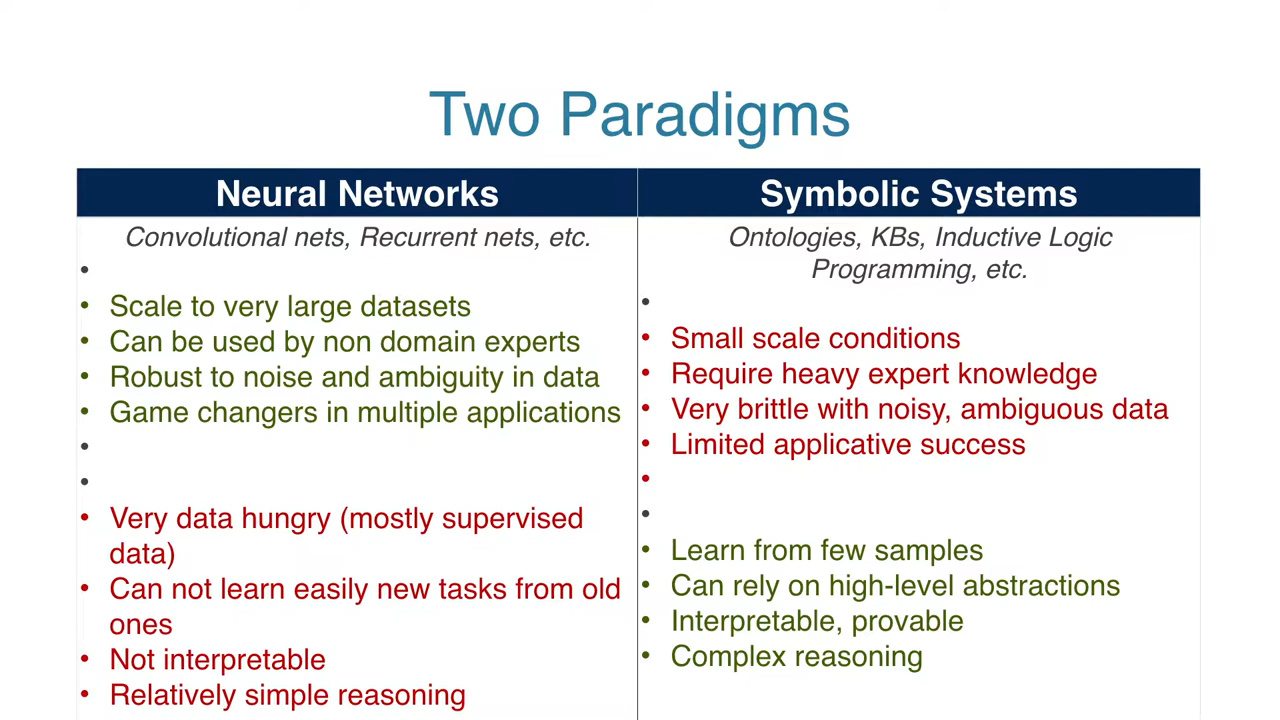 Two Paradigms
Neural Networks
Convolutional nets, Recurrent nets, etc.
•
• Scale to very large datasets
• Can be used by non domain experts
• Robust to noise and ambiguity in data
• Game changers in multiple applications
•
•
• Very data hungry (mostly supervised
data)
• Can not learn easily new tasks from old
ones
• Not interpretable
• Relatively simple reasoning
Symbolic Systems
Ontologies, KBs, Inductive Logic
Programming, etc.
•
• Small scale conditions
• Require heavy expert knowledge
• Very brittle with noisy, ambiguous data
• Limited applicative success
•
•
• Learn from few samples
• Can rely on high-level abstractions
• Interpretable, provable
• Complex reasoning